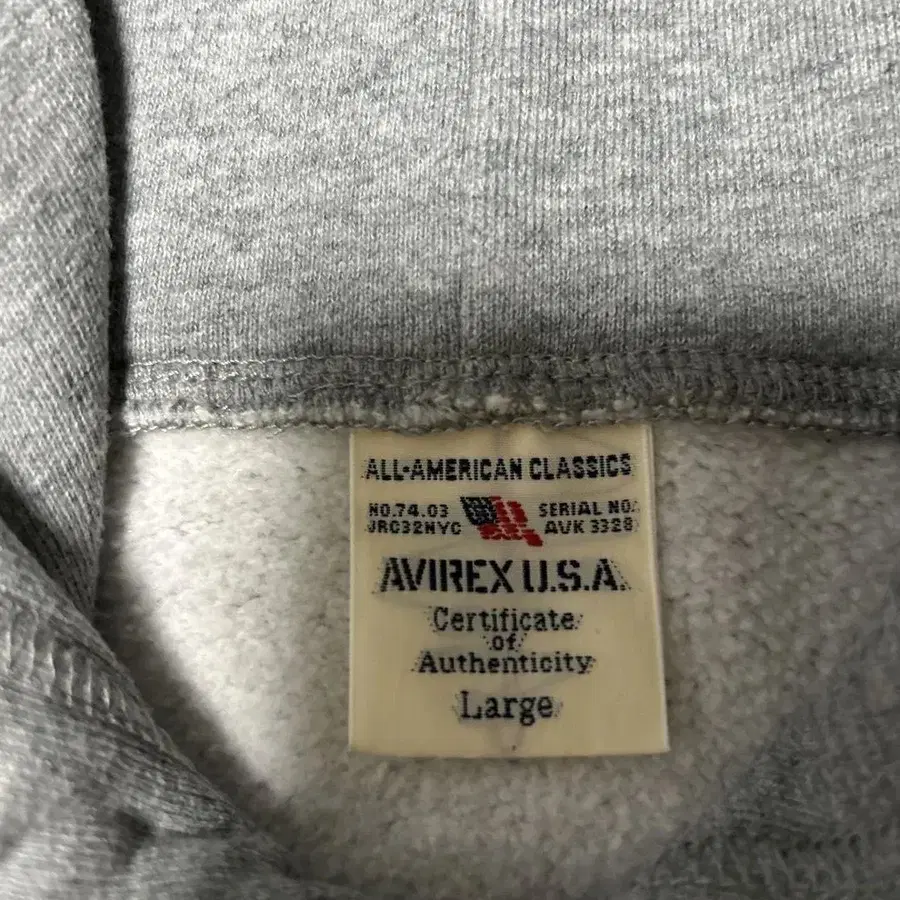 ALL-AMERICAN CLASSICS
NO.74.03 SERIAL NO.
JRC32NYC AVK 3328
AVIREX U.S.A.
Certificate
of
Authenticity
Large